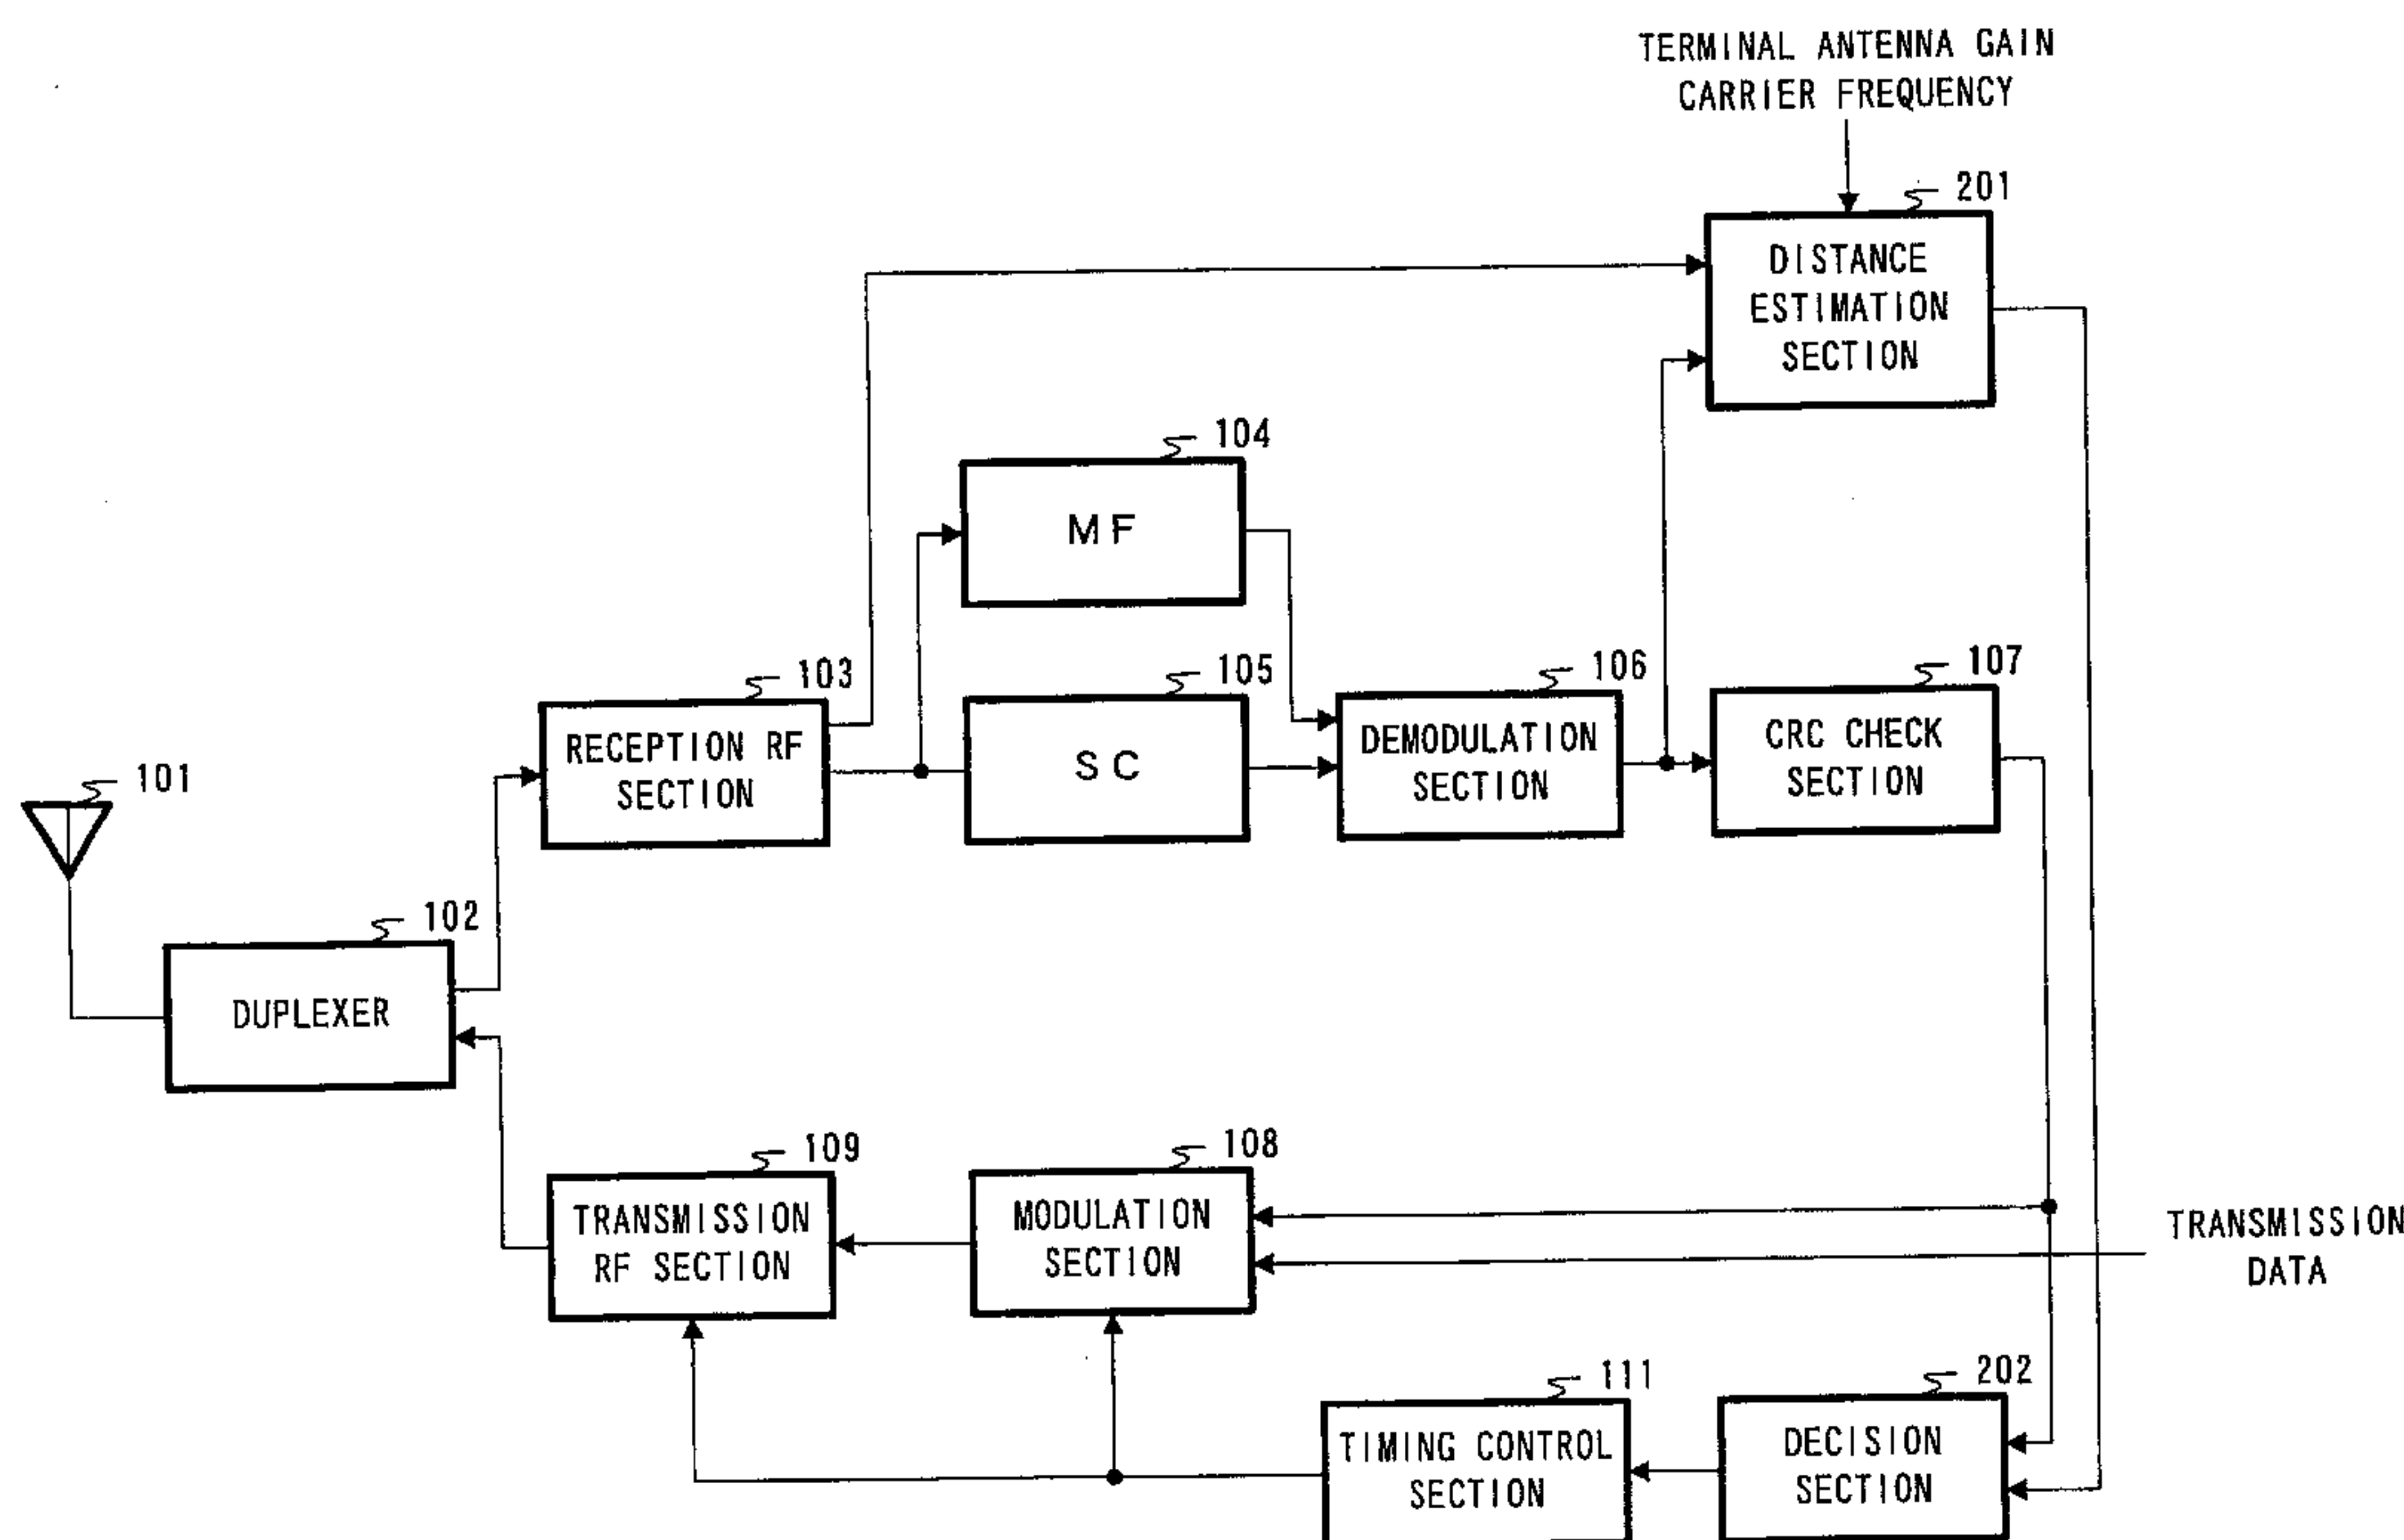 TERMINAL ANTENNA GAIN
CARRIER FREQUENCY
201
DISTANCE
ESTIMATION
SECTION
104
MF
103
RECEPTION RF
SECTION
105
SC
106
DEMODULATION
SECTION
107
CRC CHECK
SECTION
101
102
DUPLEXER
109
TRANSMISSION
RF SECTION
108
MODULATION
SECTION
TRANSMISSION
DATA
111
TIMING CONTROL
SECTION
202
DECISION
SECTION